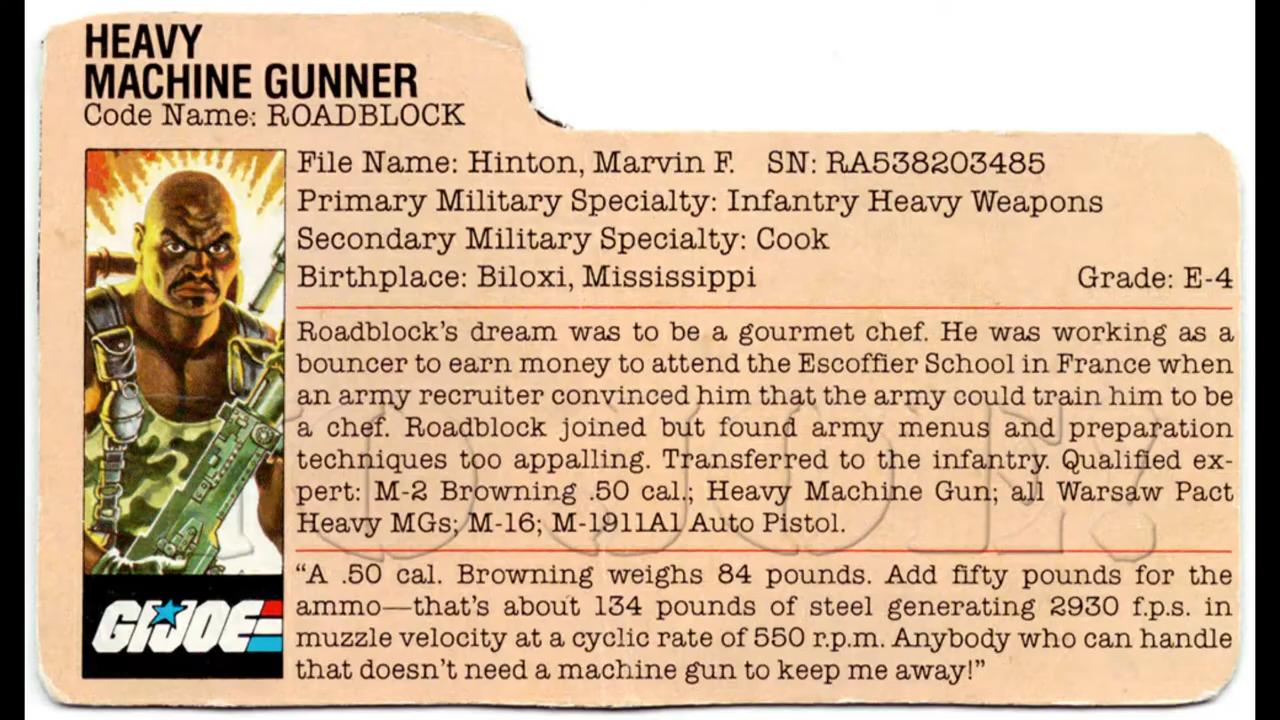 HEAVY
MACHINE GUNNER
Code Name: ROADBLOCK
File Name: Hinton, Marvin F. SN: RA538203485
Primary Military Specialty: Infantry Heavy Weapons
Secondary Military Specialty: Cook
Birthplace: Biloxi, Mississippi Grade: E-4
Roadblock's dream was to be a gourmet chef. He was working as a
bouncer to earn money to attend the Escoffier School in France when
an army recruiter convinced him that the army could train him to be
a chef. Roadblock joined but found army menus and preparation
techniques too appalling. Transferred to the infantry. Qualified ex-
pert: M-2 Browning .50 cal.; Heavy Machine Gun; all Warsaw Pact
Heavy MGs; M-16; M-1911A1 Auto Pistol.
"A .50 cal. Browning weighs 84 pounds. Add fifty pounds for the
ammo—that's about 134 pounds of steel generating 2930 f.p.s. in
muzzle velocity at a cyclic rate of 550 r.p.m. Anybody who can handle
that doesn't need a machine gun to keep me away!"
GI JOE
YO JOE!